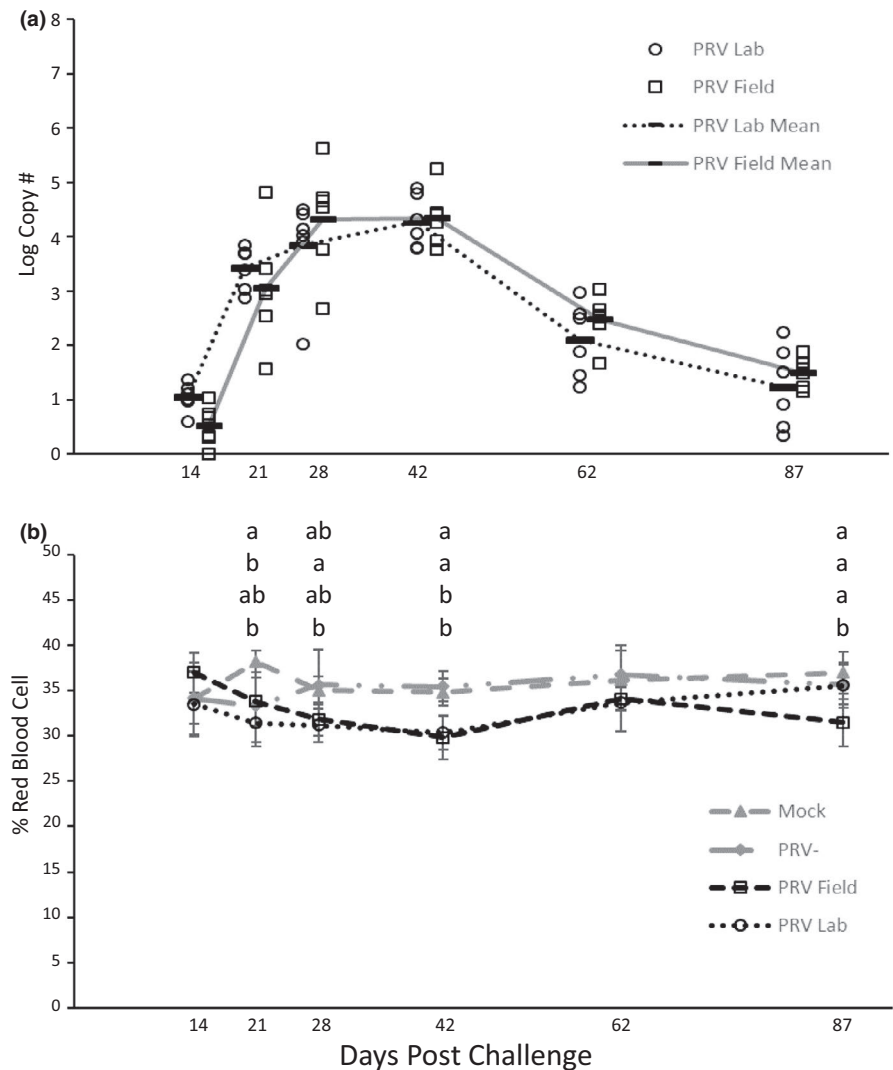 (a)
8
7
6
5
4
3
2
1
0
Log Copy #
PRV Lab
PRV Field
PRV Lab Mean
PRV Field Mean
14 21 28 42 62 87
(b)
a ab a a
b a a a
ab ab b a
b b b b
50
45
40
35
30
25
20
15
10
5
0
% Red Blood Cell
Mock
PRV-
PRV Field
PRV Lab
14 21 28 42 62 87
Days Post Challenge